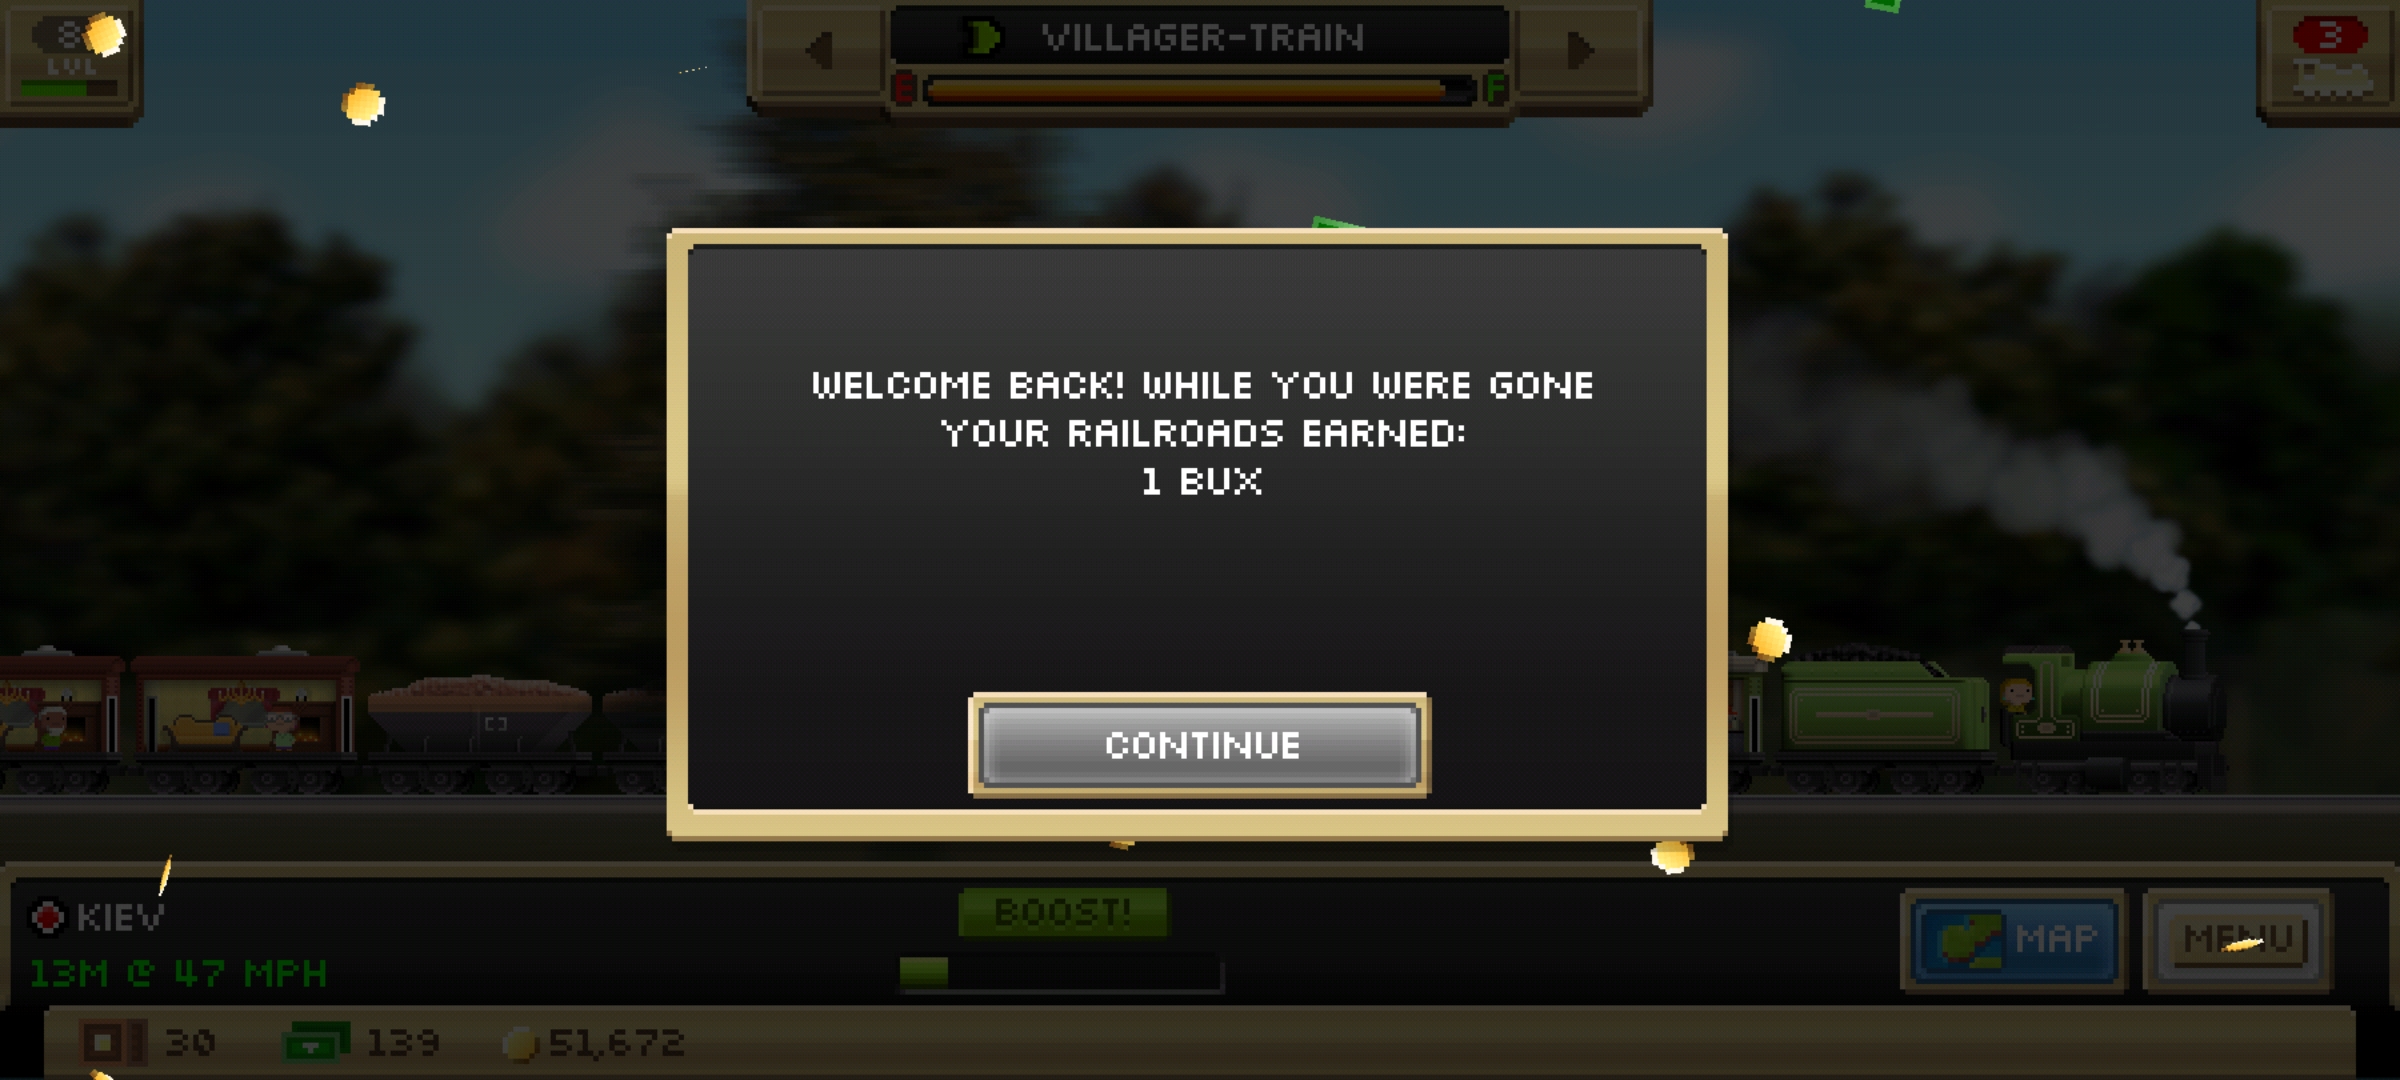 8
LVL
VILLAGER-TRAIN
E
F
3
WELCOME BACK! WHILE YOU WERE GONE
YOUR RAILROADS EARNED:
1 BUX
CONTINUE
KIEV
13M @ 47 MPH
BOOST!
MAP
MENU
30
139
51,672